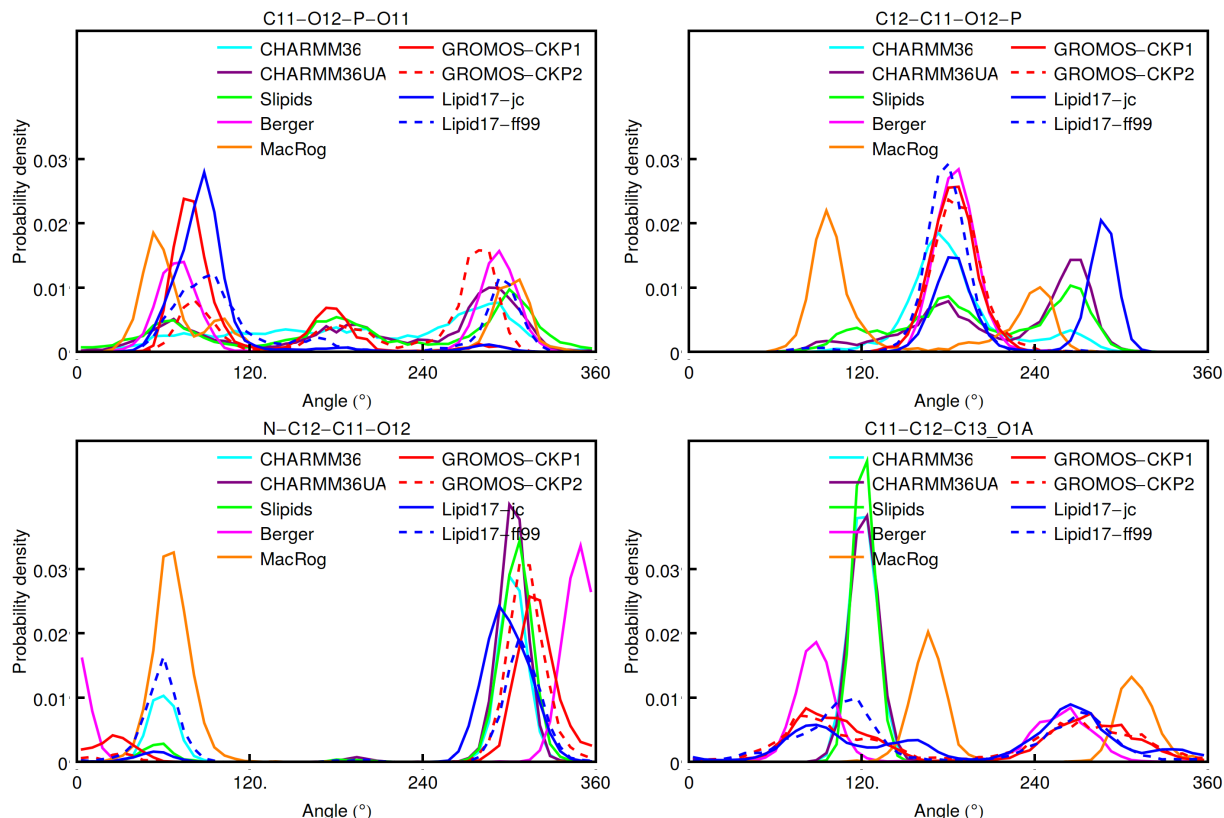 C11−O12−P−O11
CHARMM36
CHARMM36UA
Slipids
Berger
MacRog
GROMOS−CKP1
GROMOS−CKP2
Lipid17−jc
Lipid17−ff99
Probability density
0.03
0.02
0.01
0
0
120.
240
360
Angle (°)
C12−C11−O12−P
CHARMM36
CHARMM36UA
Slipids
Berger
MacRog
GROMOS−CKP1
GROMOS−CKP2
Lipid17−jc
Lipid17−ff99
Probability density
0.03
0.02
0.01
0
0
120.
240
360
Angle (°)
N−C12−C11−O12
CHARMM36
CHARMM36UA
Slipids
Berger
MacRog
GROMOS−CKP1
GROMOS−CKP2
Lipid17−jc
Lipid17−ff99
Probability density
0.03
0.02
0.01
0
0
120.
240
360
Angle (°)
C11−C12−C13_O1A
CHARMM36
CHARMM36UA
Slipids
Berger
MacRog
GROMOS−CKP1
GROMOS−CKP2
Lipid17−jc
Lipid17−ff99
Probability density
0.03
0.02
0.01
0
0
120.
240
360
Angle (°)